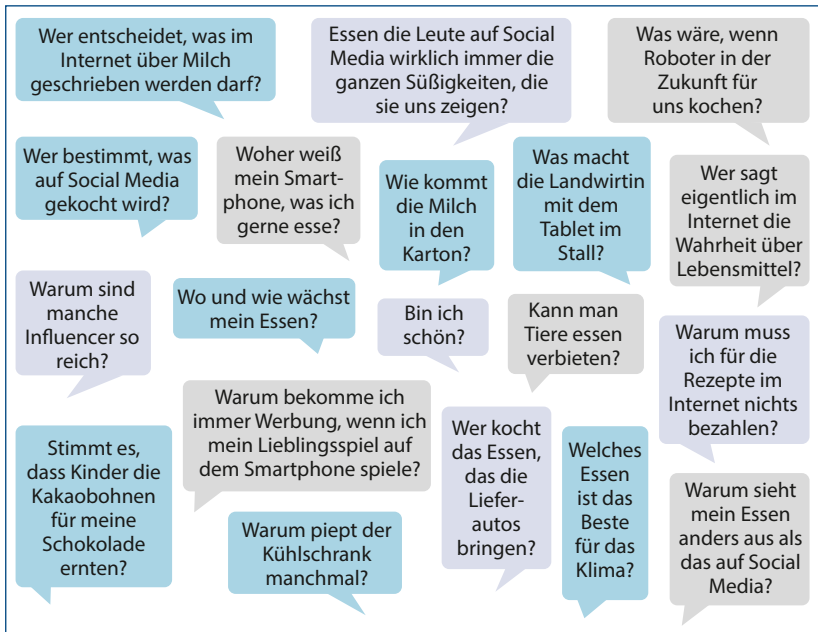 Wer entscheidet, was im
Internet über Milch
geschrieben werden darf?
Essen die Leute auf Social
Media wirklich immer die
ganzen Süßigkeiten, die
sie uns zeigen?
Was wäre, wenn
Roboter in der
Zukunft für
uns kochen?
Wer bestimmt, was
auf Social Media
gekocht wird?
Woher weiß
mein Smart-
phone, was ich
gerne esse?
Wie kommt
die Milch
in den
Karton?
Was macht
die Landwirtin
mit dem
Tablet im
Stall?
Wer sagt
eigentlich im
Internet die
Wahrheit über
Lebensmittel?
Warum sind
manche
Influencer so
reich?
Wo und wie wächst
mein Essen?
Bin ich
schön?
Kann man
Tiere essen
verbieten?
Warum muss
ich für die
Rezepte im
Internet nichts
bezahlen?
Stimmt es,
dass Kinder die
Kakaobohnen
für meine
Schokolade
ernten?
Warum bekomme ich
immer Werbung, wenn ich
mein Lieblingsspiel auf
dem Smartphone spiele?
Warum piept der
Kühlschrank
manchmal?
Wer kocht
das Essen,
das die
Liefer-
autos
bringen?
Welches
Essen
ist das
Beste
für das
Klima?
Warum sieht
mein Essen
anders aus als
das auf Social
Media?